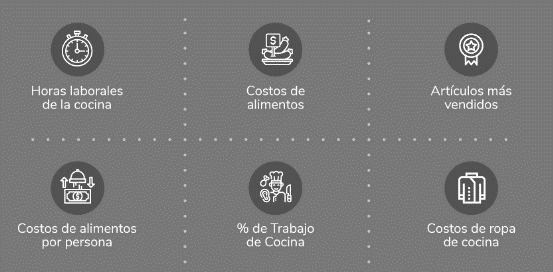 Horas laborales
de la cocina
Costos de
alimentos
Artículos más
vendidos
Costos de alimentos
por persona
% de Trabajo
de Cocina
Costos de ropa
de cocina